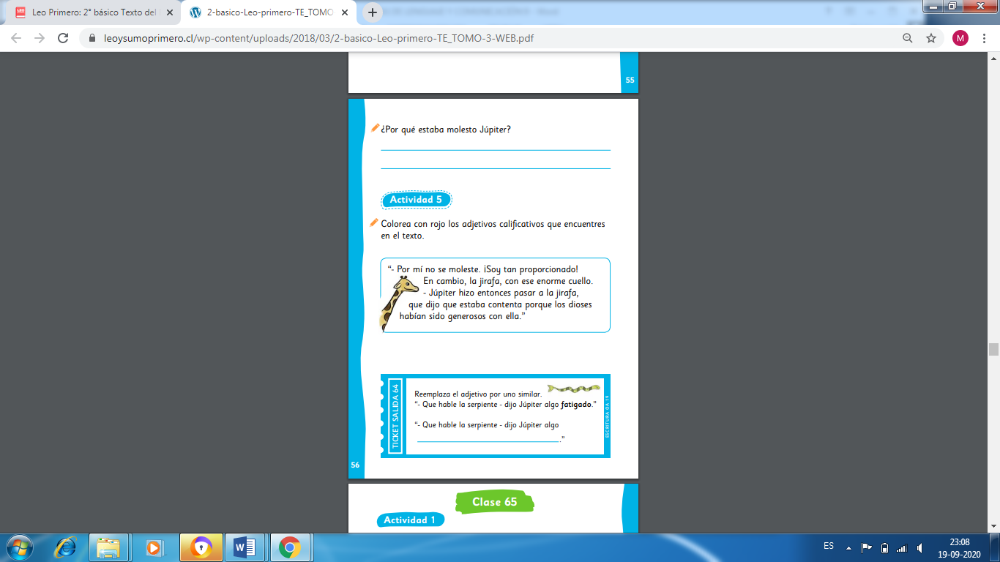 Leo Primero: 2° básico Texto del
2-basico-Leo-primero-TE_TOMO-
leoysumoprimero.cl/wp-content/uploads/2018/03/2-basico-Leo-primero-TE_TOMO-3-WEB.pdf
M
55
¿Por qué estaba molesto Júpiter?
Actividad 5
Colorea con rojo los adjetivos calificativos que encuentres
en el texto.
“- Por mí no se moleste. ¡Soy tan proporcionado!
En cambio, la jirafa, con ese enorme cuello.
- Júpiter hizo entonces pasar a la jirafa,
que dijo que estaba contenta porque los dioses
habían sido generosos con ella.”
TICKET SALIDA 64
Reemplaza el adjetivo por uno similar.
“- Que hable la serpiente - dijo Júpiter algo fatigado.”
“- Que hable la serpiente - dijo Júpiter algo
.”
ESCRITURA OA 19
56
Clase 65
Actividad 1
ES
23:08
19-09-2020